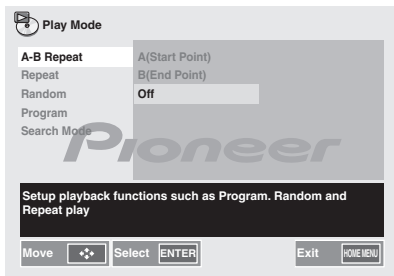 Play Mode
A-B Repeat
Repeat
Random
Program
Search Mode
A(Start Point)
B(End Point)
Off
Pioneer
Setup playback functions such as Program. Random and
Repeat play
Move Select ENTER Exit HOME MENU